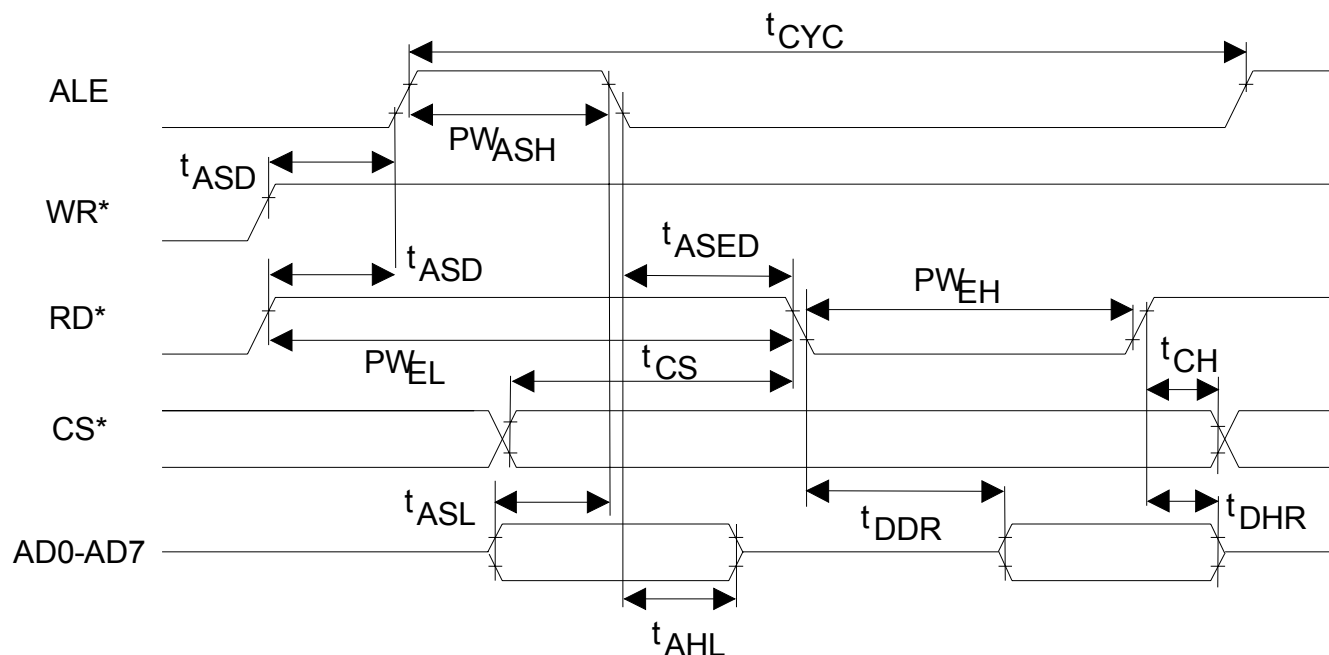 tCYC
ALE
PWASH
tASD
WR*
tASED
tASD
PWEH
RD*
tCS
PWEL
tCH
CS*
tASL
tDDR
tDHR
AD0-AD7
tAHL